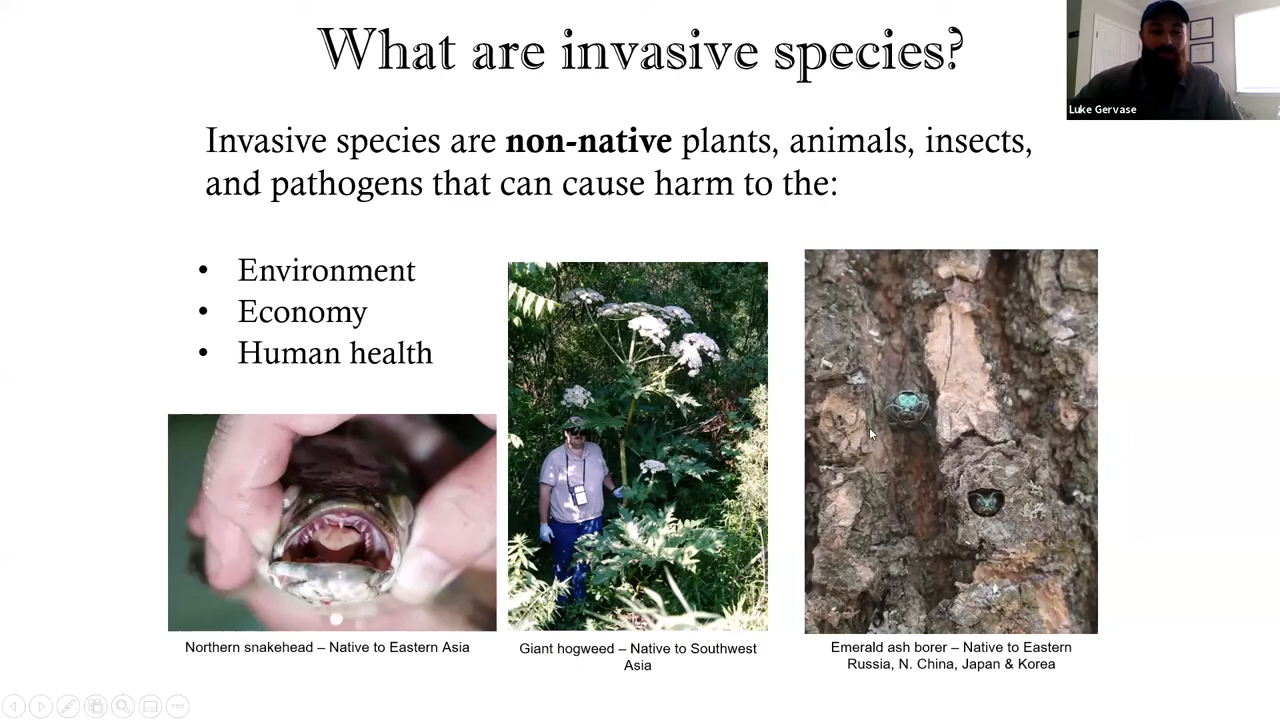 What are invasive species?
Luke Gervase
Invasive species are non-native plants, animals, insects,
and pathogens that can cause harm to the:
• Environment
• Economy
• Human health
Northern snakehead – Native to Eastern Asia
Giant hogweed – Native to Southwest
Asia
Emerald ash borer – Native to Eastern
Russia, N. China, Japan & Korea